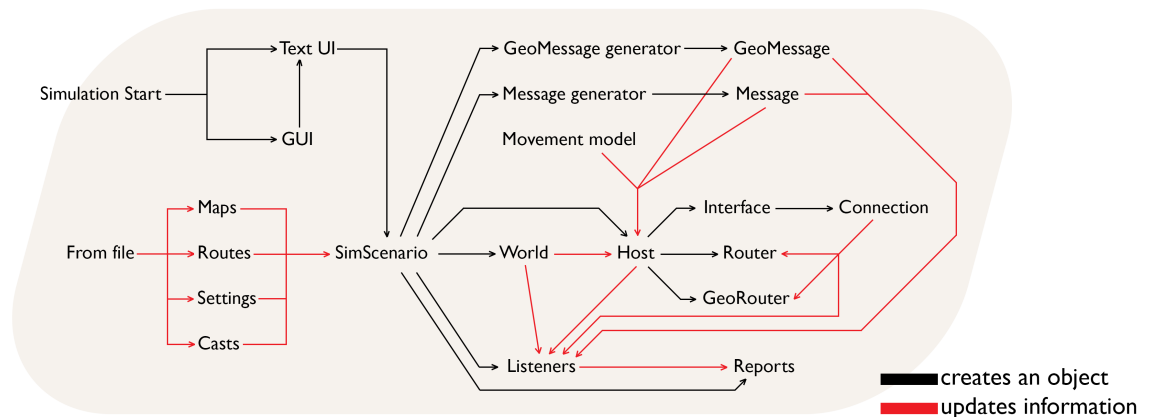 Text UI
GeoMessage generator
GeoMessage
Simulation Start
Message generator
Message
GUI
Movement model
Maps
Interface
Connection
From file
Routes
SimScenario
World
Host
Router
Settings
GeoRouter
Casts
Listeners
Reports
creates an object
updates information